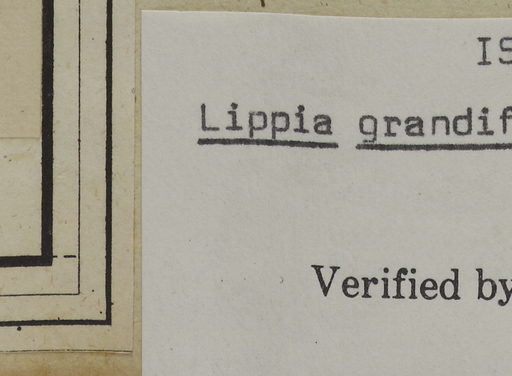 IS
Lippia grandif
Verified by